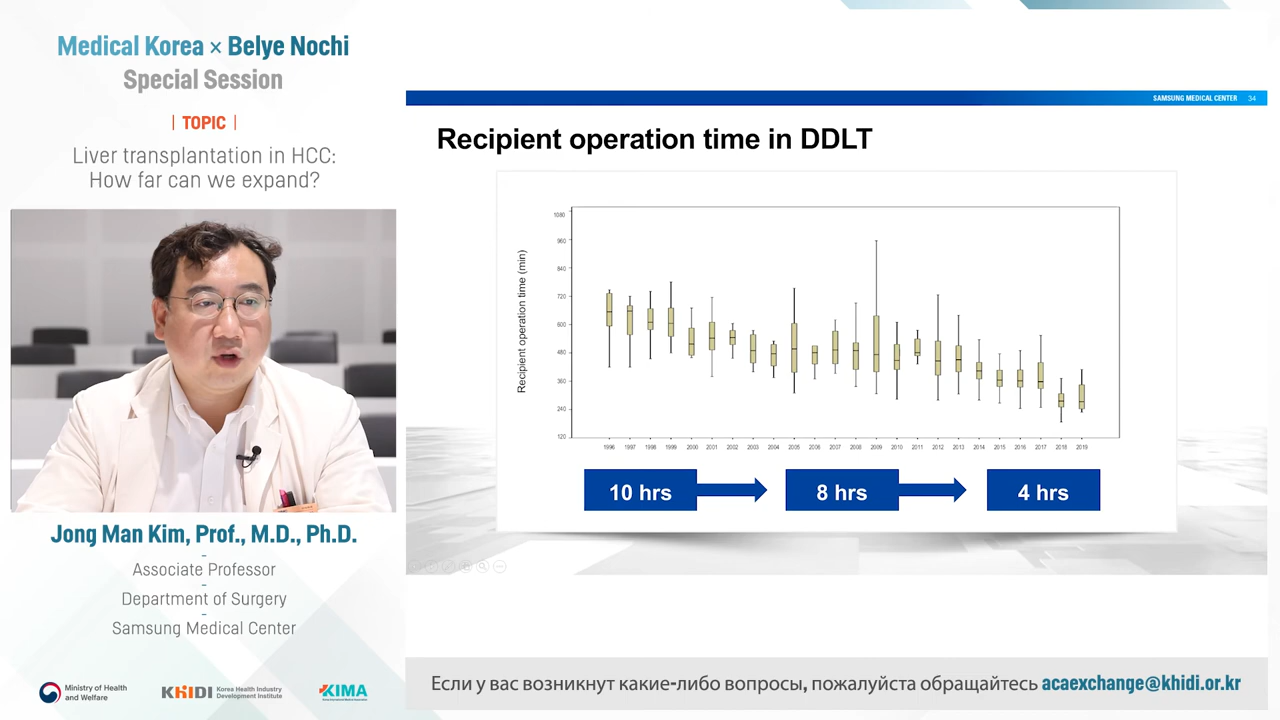 Medical Korea × Belye Nochi
Special Session
| TOPIC |
Liver transplantation in HCC:
How far can we expand?
Jong Man Kim, Prof., M.D., Ph.D.
-
Associate Professor
-
Department of Surgery
-
Samsung Medical Center
Ministry of Health
and Welfare
KHIDI
Korea Health Industry
Development Institute
KIMA
SAMSUNG MEDICAL CENTER 34
Recipient operation time in DDLT
Recipient operation time (min)
1080
960
840
720
600
480
360
240
120
1996 1997 1998 1999 2000 2001 2002 2003 2004 2005 2006 2007 2008 2009 2010 2011 2012 2013 2014 2015 2016 2017 2018 2019
10 hrs 8 hrs 4 hrs
Если у вас возникнут какие-либо вопросы, пожалуйста обращайтесь acaexchange@khidi.or.kr